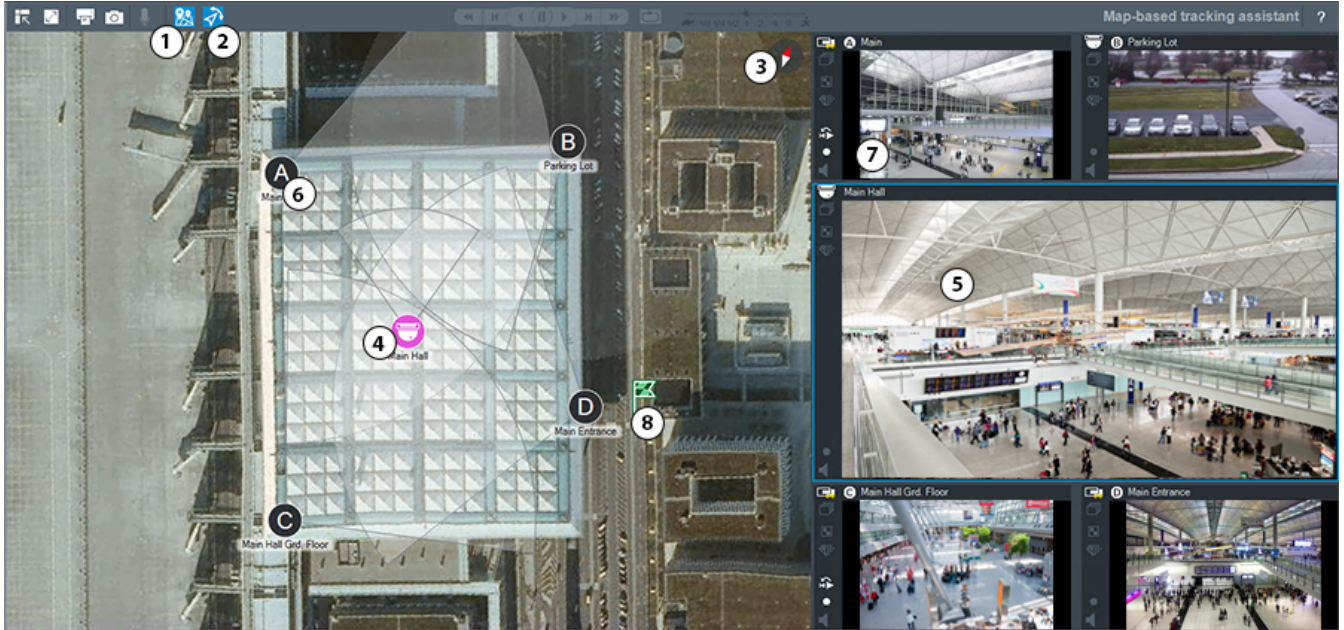 Map-based tracking assistant ?
1
2
3
A Main
B Parking Lot
7
B
Parking Lot
A
6
Main
Main Hall
5
4
Main Hall
8
D
Main Entrance
C
Main Hall Grd. Floor
C Main Hall Grd. Floor
D Main Entrance